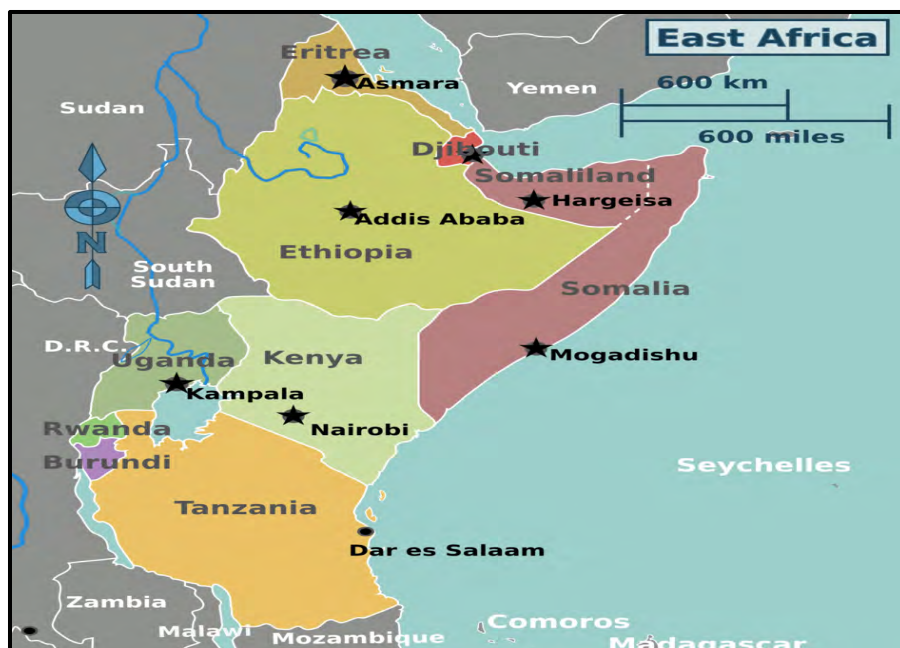 East Africa
Eritrea
600 km
Asmara
Yemen
Sudan
600 miles
Djibouti
Somaliland
Hargeisa
Addis Ababa
N
Ethiopia
South
Sudan
Somalia
D.R.C.
Uganda
Kenya
Mogadishu
Kampala
Rwanda
Nairobi
Burundi
Seychelles
Tanzania
Dar es Salaam
Zambia
Comoros
Malawi
Mozambique
Madagascar